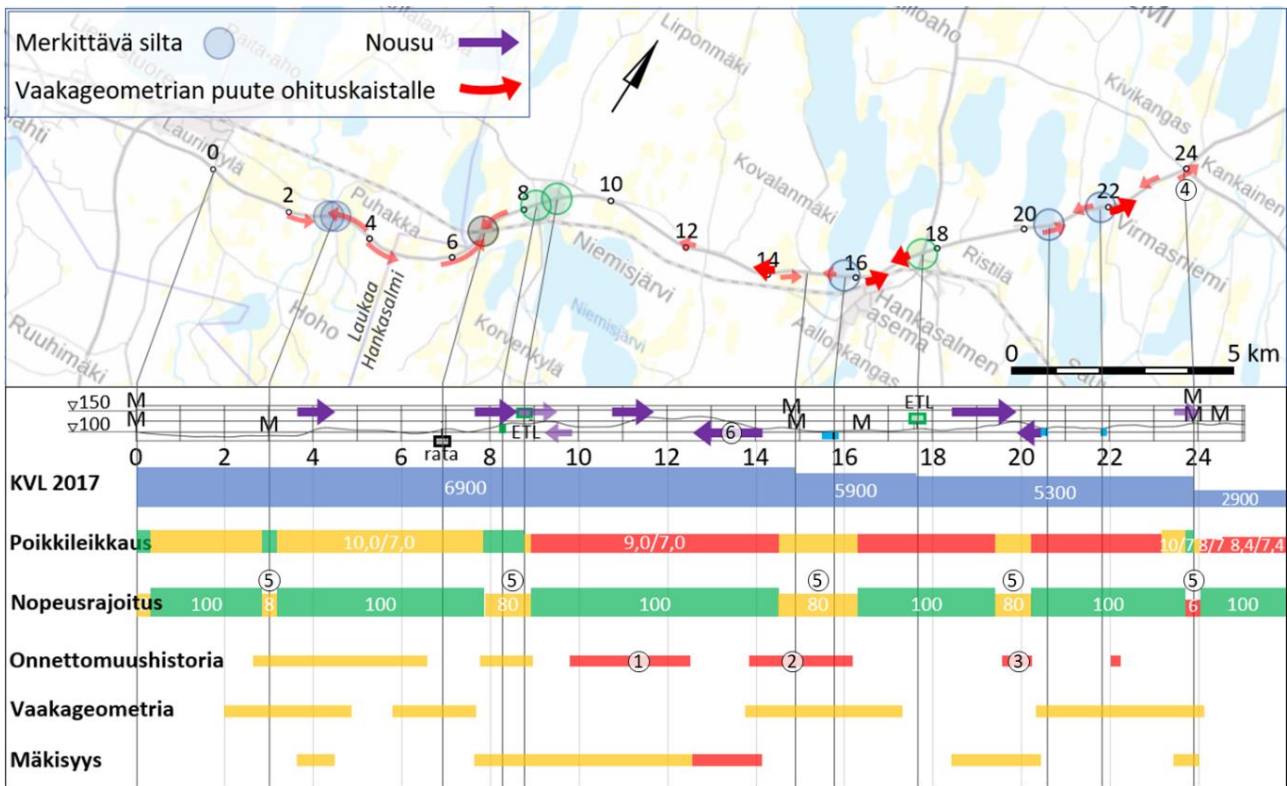 Merkittävä silta
Nousu
Vaakageometrian puute ohituskaistalle
Laurinkylä
Puhakka
Hoho
Laukaa
Hankasalmi
Ruuhimäki
Korvenkylä
Niemisjärvi
Niemisjärvi
Lirponmäki
Kovalanmäki
Aallonkangas
Hankasalmen
asema
Ristilä
Virmasniemi
Kivikangas
Kankainen
0
2
4
6
8
10
12
14
16
18
20
22
24
4
0 5 km
▽150
▽100
M
M
M
M
M
M
M
M
M
ETL
ETL
6
rata
0 2 4 6 8 10 12 14 16 18 20 22 24
KVL 2017 6900 5900 5300 2900
Poikkileikkaus 10,0/7,0 9,0/7,0 10/7 8/7 8,4/7,4
5 5 5 5 5
Nopeusrajoitus 100 8 100 80 100 80 100 80 100 6 100
Onnettomuushistoria 1 2 3
Vaakageometria
Mäkisyys